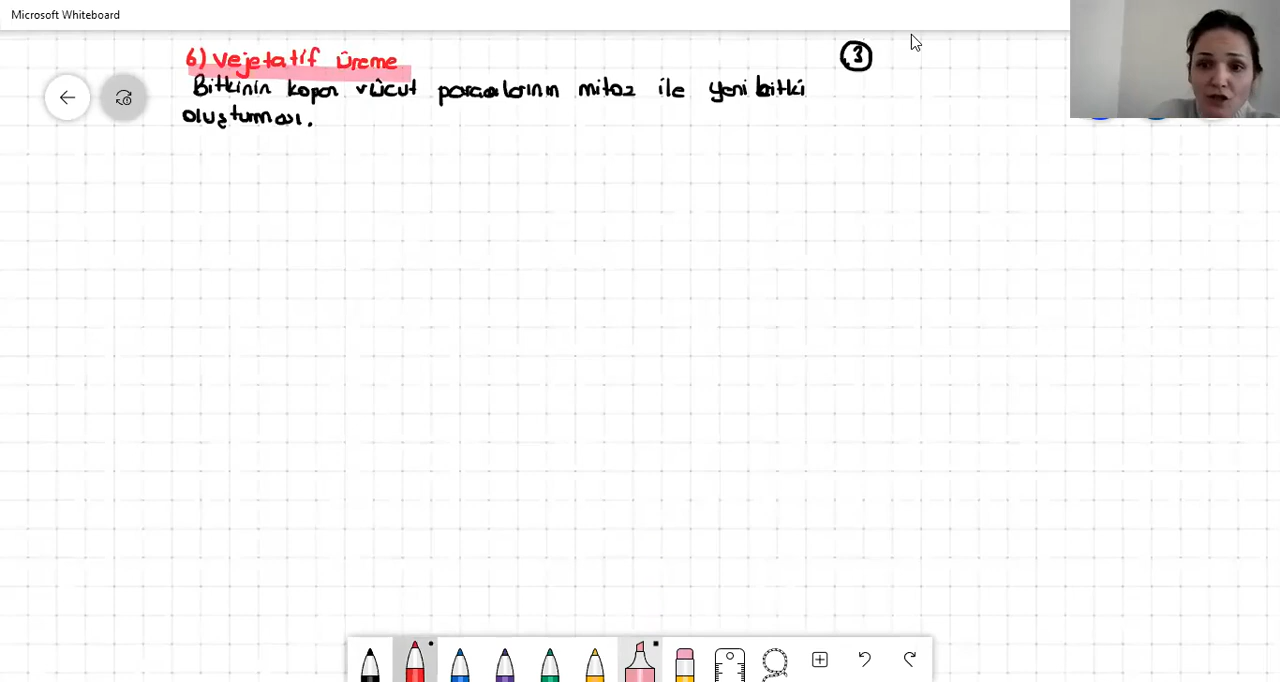 Microsoft Whiteboard
6) Vejetatif Üreme
3
Bitkinin kopan vücut parçalarının mitoz ile yeni bitki
oluşturması.